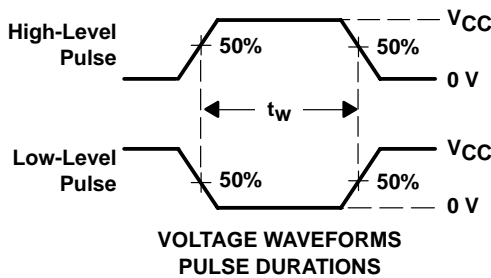 High-Level
Pulse
50%
50%
VCC
0 V
tw
Low-Level
Pulse
50%
50%
VCC
0 V
VOLTAGE WAVEFORMS
PULSE DURATIONS